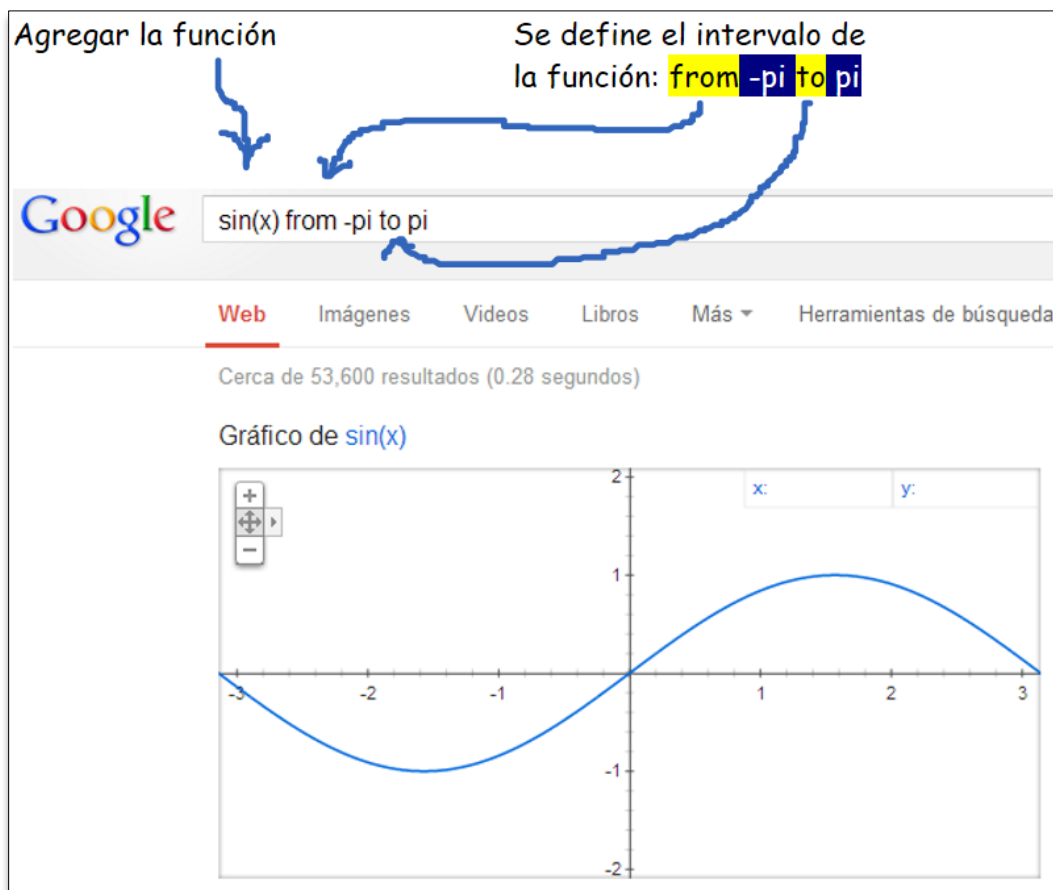 Agregar la función
Se define el intervalo de
la función: from -pi to pi
Google
sin(x) from -pi to pi
Web Imágenes Videos Libros Más Herramientas de búsqueda
Cerca de 53,600 resultados (0.28 segundos)
Gráfico de sin(x)
2
x: y:
1
-3 -2 -1 1 2 3
-1
-2